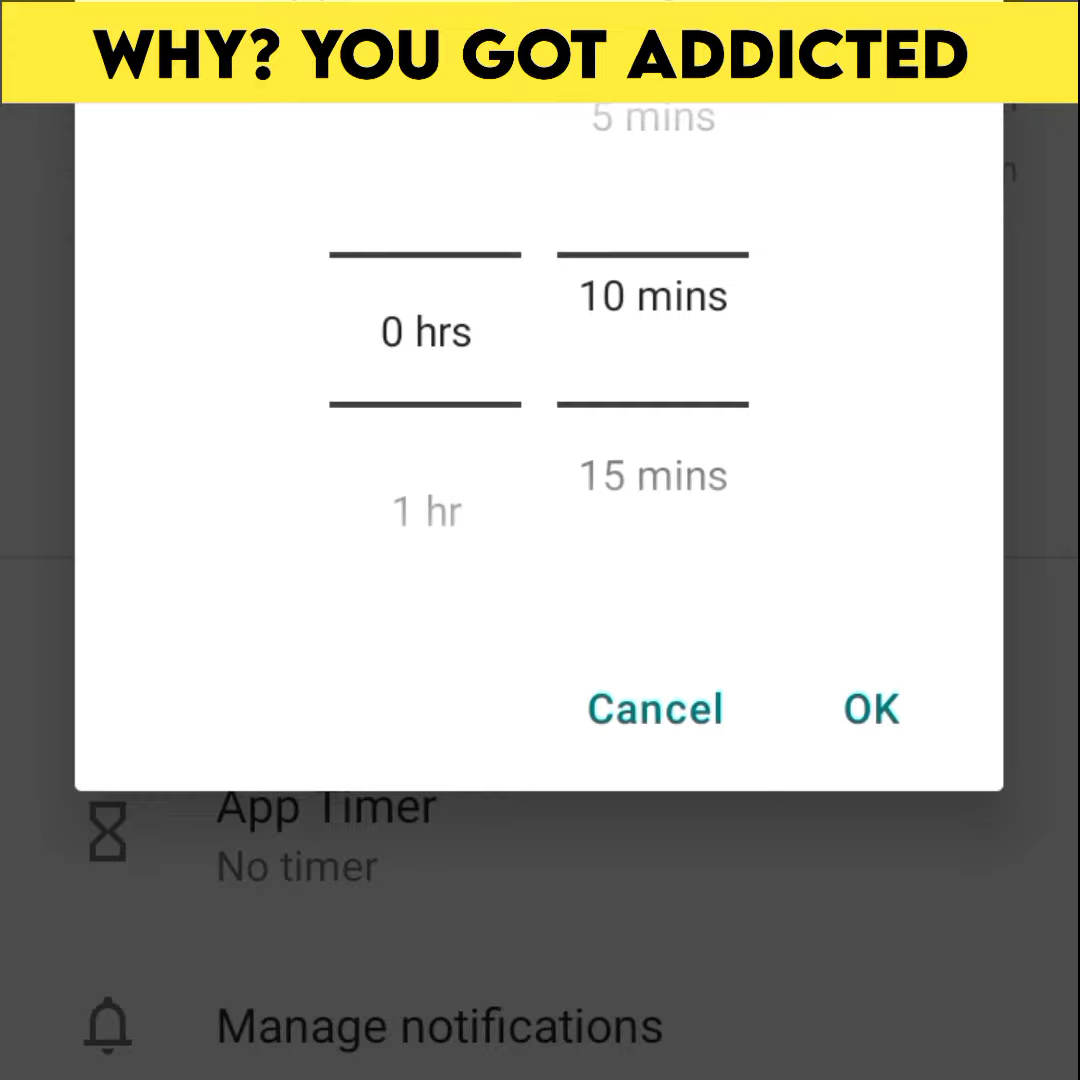 WHY? YOU GOT ADDICTED
5 mins
10 mins
0 hrs
15 mins
1 hr
Cancel OK
App Timer
No timer
Manage notifications